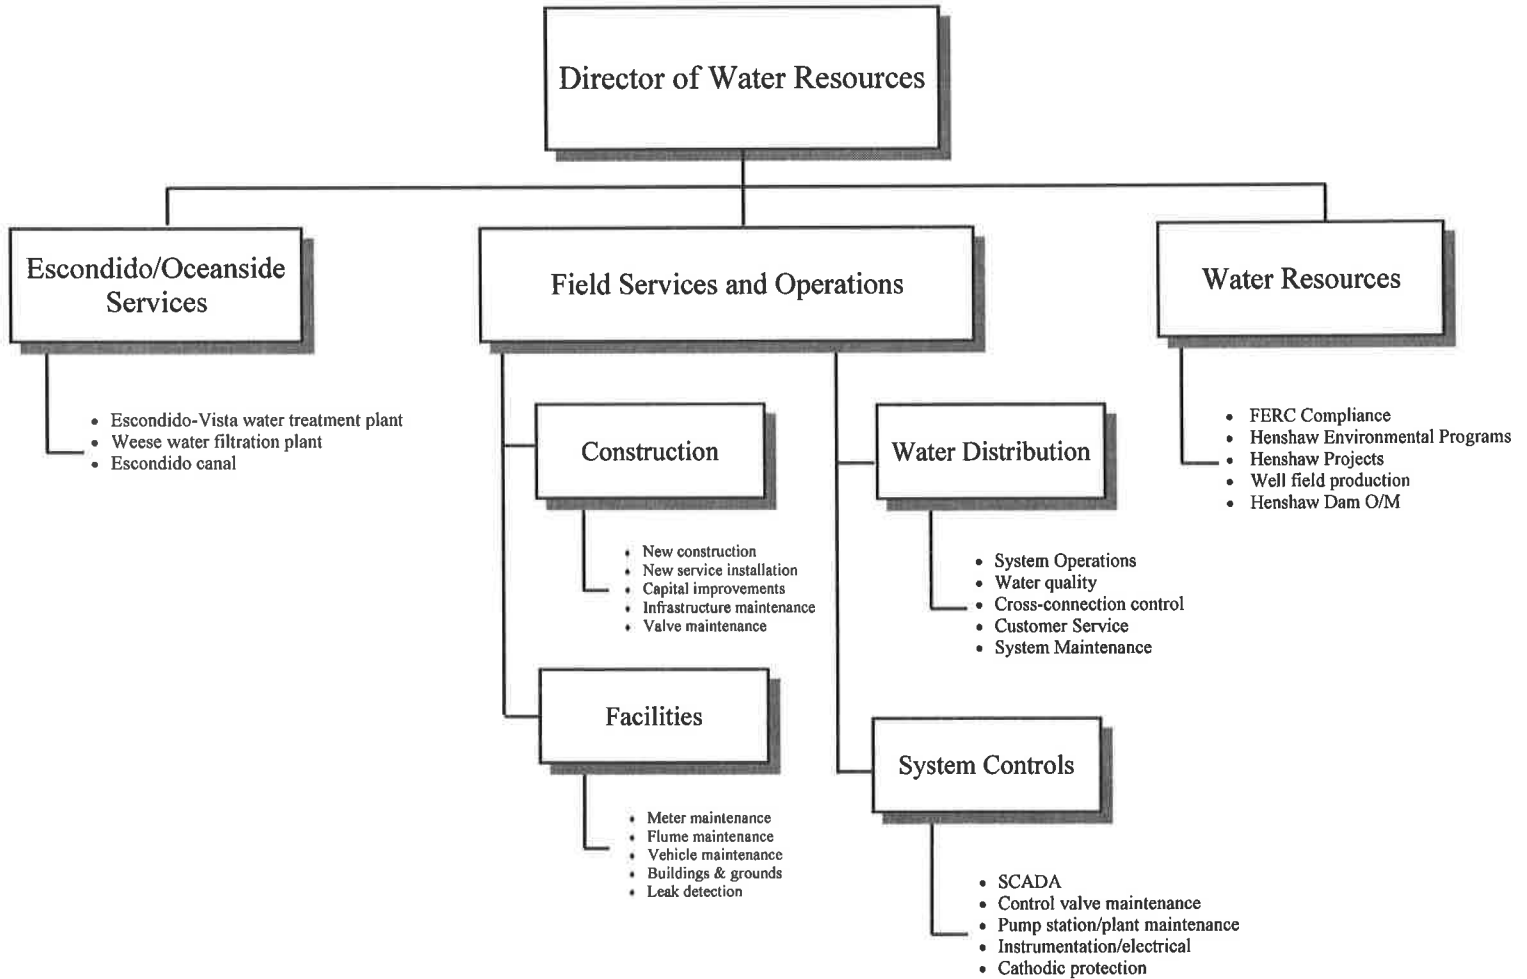 Director of Water Resources
Escondido/Oceanside
Services
• Escondido-Vista water treatment plant
• Weese water filtration plant
• Escondido canal
Field Services and Operations
Construction
• New construction
• New service installation
• Capital improvements
• Infrastructure maintenance
• Valve maintenance
Facilities
• Meter maintenance
• Flume maintenance
• Vehicle maintenance
• Buildings & grounds
• Leak detection
Water Distribution
• System Operations
• Water quality
• Cross-connection control
• Customer Service
• System Maintenance
System Controls
• SCADA
• Control valve maintenance
• Pump station/plant maintenance
• Instrumentation/electrical
• Cathodic protection
Water Resources
• FERC Compliance
• Henshaw Environmental Programs
• Henshaw Projects
• Well field production
• Henshaw Dam O/M